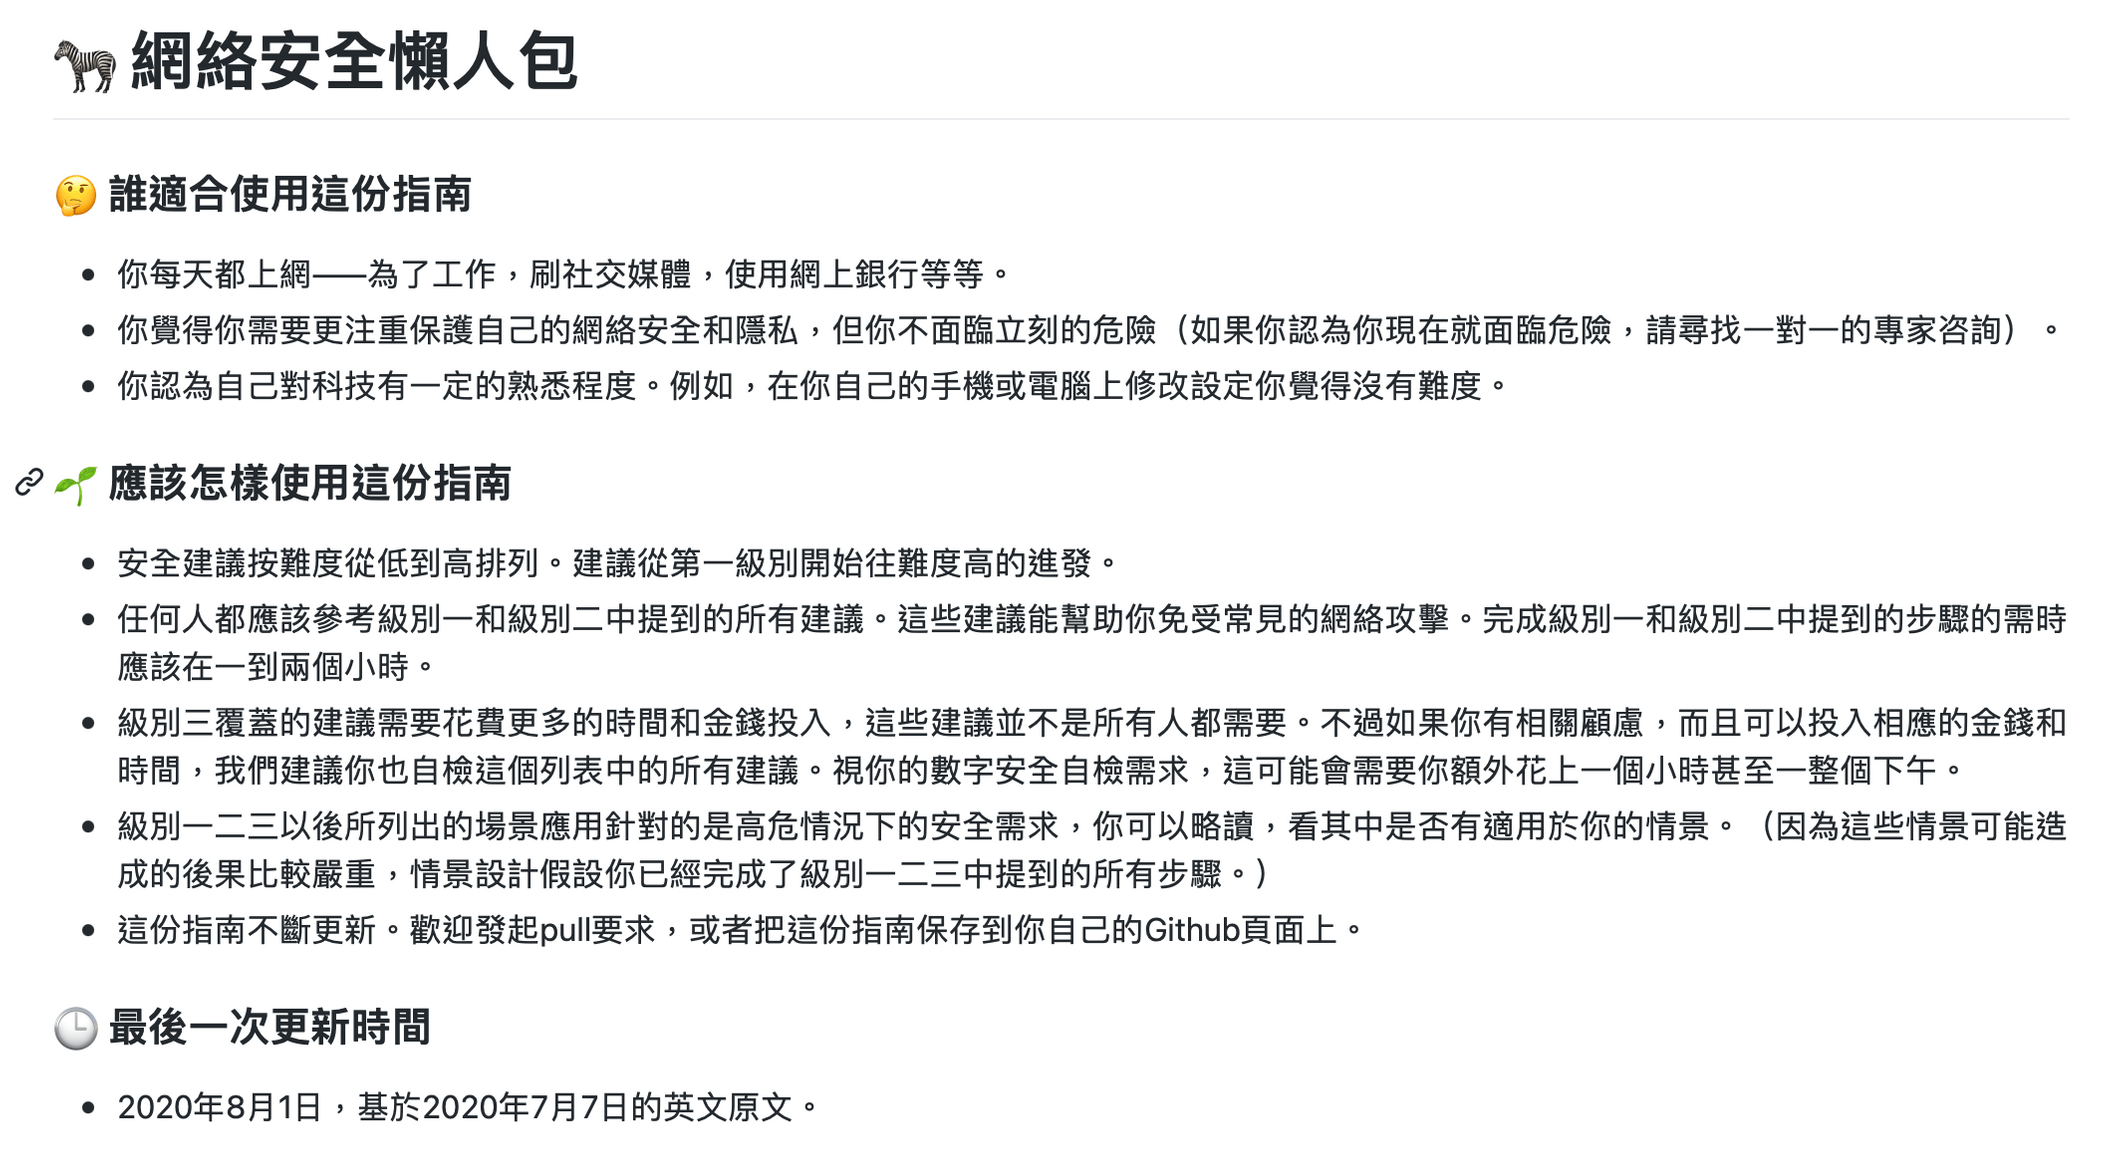 🦓 網絡安全懶人包
🤔 誰適合使用這份指南
你每天都上網——為了工作，刷社交媒體，使用網上銀行等等。
你覺得你需要更注重保護自己的網絡安全和隱私，但你不面臨立刻的危險（如果你認為你現在就面臨危險，請尋找一對一的專家咨詢）。
你認為自己對科技有一定的熟悉程度。例如，在你自己的手機或電腦上修改設定你覺得沒有難度。
🌱 應該怎樣使用這份指南
安全建議按難度從低到高排列。建議從第一級別開始往難度高的進發。
任何人都應該參考級別一和級別二中提到的所有建議。這些建議能幫助你免受常見的網絡攻擊。完成級別一和級別二中提到的步驟的需時
應該在一到兩個小時。
級別三覆蓋的建議需要花費更多的時間和金錢投入，這些建議並不是所有人都需要。不過如果你有相關顧慮，而且可以投入相應的金錢和
時間，我們建議你也自檢這個列表中的所有建議。視你的數字安全自檢需求，這可能會需要你額外花上一個小時甚至一整個下午。
級別一二三以後所列出的場景應用針對的是高危情況下的安全需求，你可以略讀，看其中是否有適用於你的情景。（因為這些情景可能造
成的後果比較嚴重，情景設計假設你已經完成了級別一二三中提到的所有步驟。）
這份指南不斷更新。歡迎發起pull要求，或者把這份指南保存到你自己的Github頁面上。
🕒 最後一次更新時間
2020年8月1日，基於2020年7月7日的英文原文。